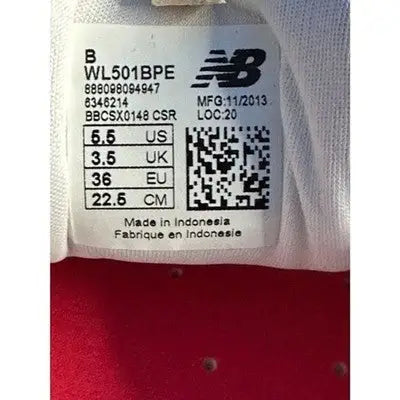 B
WL501BPE
888098094947
6346214
BBCSX0148 CSR
NB
MFG:11/2013
LOC:20
5.5 US
3.5 UK
36 EU
22.5 CM
Made in Indonesia
Fabrique en Indonesie